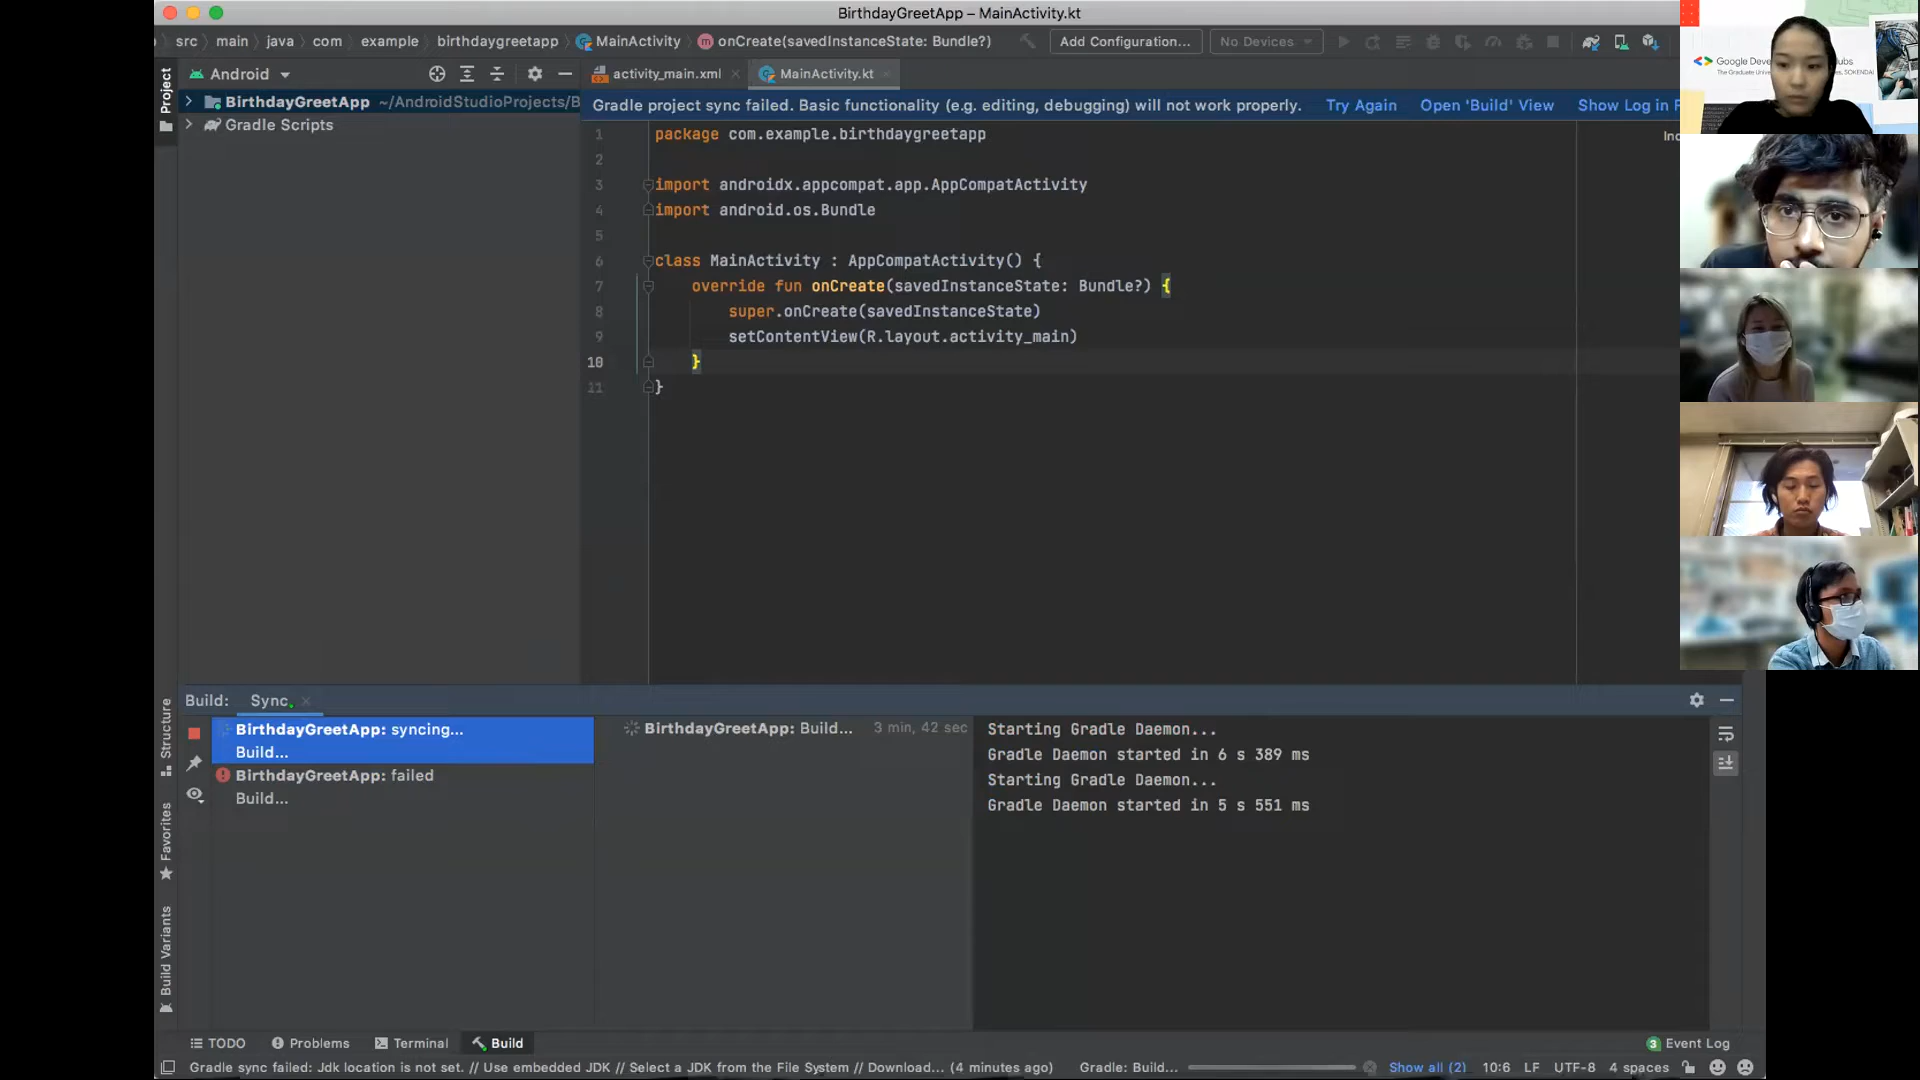 BirthdayGreetApp – MainActivity.kt
src main java com example birthdaygreetapp MainActivity onCreate(savedInstanceState: Bundle?) Add Configuration... No Devices
Project
Android
activity_main.xml
MainActivity.kt
BirthdayGreetApp ~/AndroidStudioProjects/B
Gradle Scripts
Gradle project sync failed. Basic functionality (e.g. editing, debugging) will not work properly. Try Again Open 'Build' View Show Log in F
1 package com.example.birthdaygreetapp
2
3 import androidx.appcompat.app.AppCompatActivity
4 import android.os.Bundle
5
6 class MainActivity : AppCompatActivity() {
7 override fun onCreate(savedInstanceState: Bundle?) {
8 super.onCreate(savedInstanceState)
9 setContentView(R.layout.activity_main)
10 }
11 }
Google Deve
Structure
Favorites
Build Variants
Build: Sync
BirthdayGreetApp: syncing...
Build...
BirthdayGreetApp: failed
Build...
BirthdayGreetApp: Build... 3 min, 42 sec
Starting Gradle Daemon...
Gradle Daemon started in 6 s 389 ms
Starting Gradle Daemon...
Gradle Daemon started in 5 s 551 ms
TODO Problems Terminal Build 3 Event Log
Gradle sync failed: Jdk location is not set. // Use embedded JDK // Select a JDK from the File System // Download... (4 minutes ago) Gradle: Build... Show all (2) 10:6 LF UTF-8 4 spaces